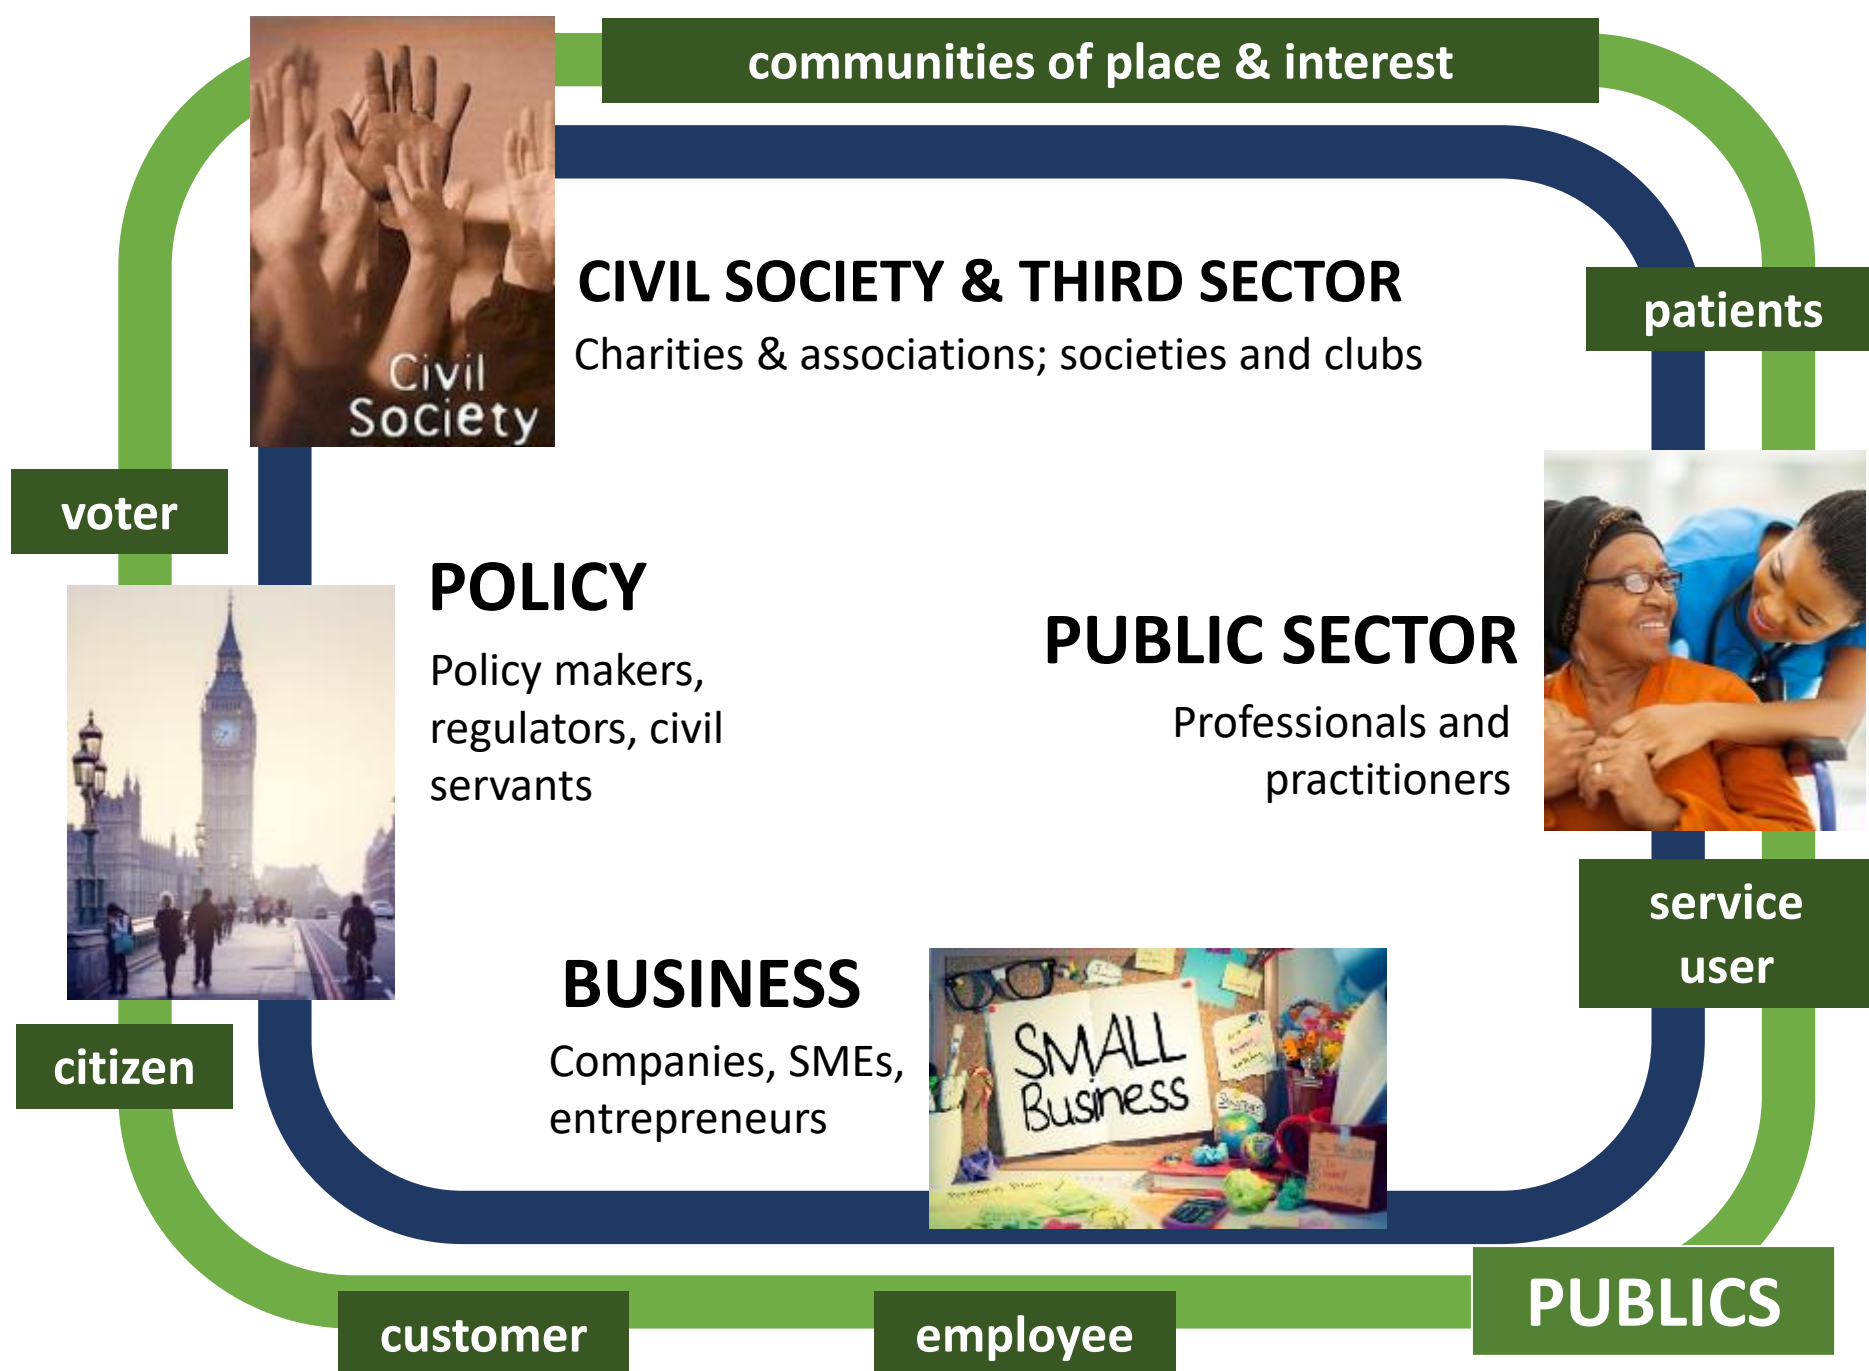 communities of place & interest
CIVIL SOCIETY & THIRD SECTOR
Charities & associations; societies and clubs
patients
Civil
Society
voter
POLICY
Policy makers,
regulators, civil
servants
PUBLIC SECTOR
Professionals and
practitioners
service
user
BUSINESS
Companies, SMEs,
entrepreneurs
SMALL
Business
citizen
PUBLICS
customer
employee